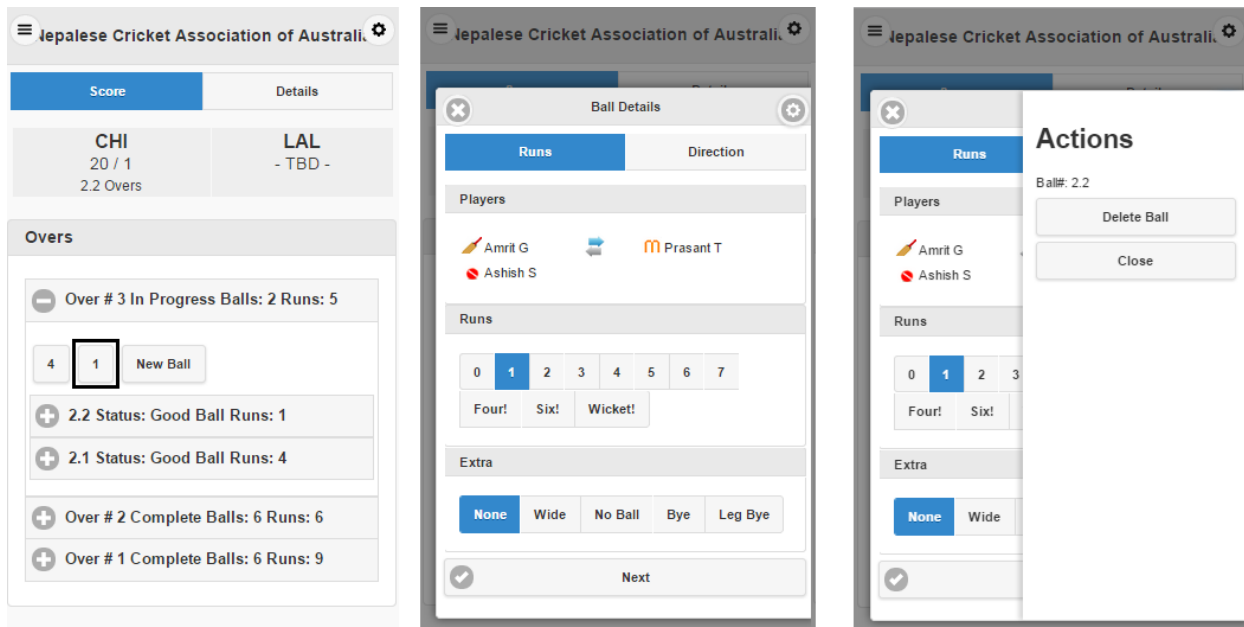 Nepalese Cricket Association of Australi
Score Details
CHI LAL
20 / 1 - TBD -
2.2 Overs
Overs
Over # 3 In Progress Balls: 2 Runs: 5
4 1 New Ball
2.2 Status: Good Ball Runs: 1
2.1 Status: Good Ball Runs: 4
Over # 2 Complete Balls: 6 Runs: 6
Over # 1 Complete Balls: 6 Runs: 9
Nepalese Cricket Association of Australi
Ball Details
Runs Direction
Players
Amrit G Prasant T
Ashish S
Runs
0 1 2 3 4 5 6 7
Four! Six! Wicket!
Extra
None Wide No Ball Bye Leg Bye
Next
Nepalese Cricket Association of Australi
Runs
Players
Amrit G
Ashish S
Runs
0 1 2 3
Four! Six!
Extra
None Wide
Actions
Ball#: 2.2
Delete Ball
Close